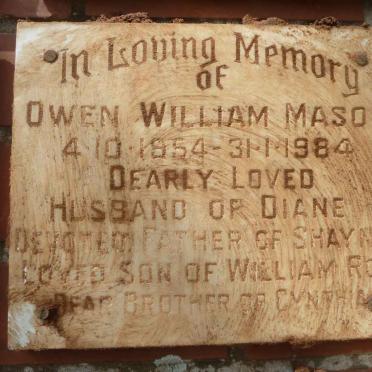 In Loving Memory
of
OWEN WILLIAM MASO
4·10·1954-31·1·1984
DEARLY LOVED
HUSBAND OF DIANE
DEVOTED FATHER OF SHAYN
LOVED SON OF WILLIAM RO
DEAR BROTHER OF CYNTHIA